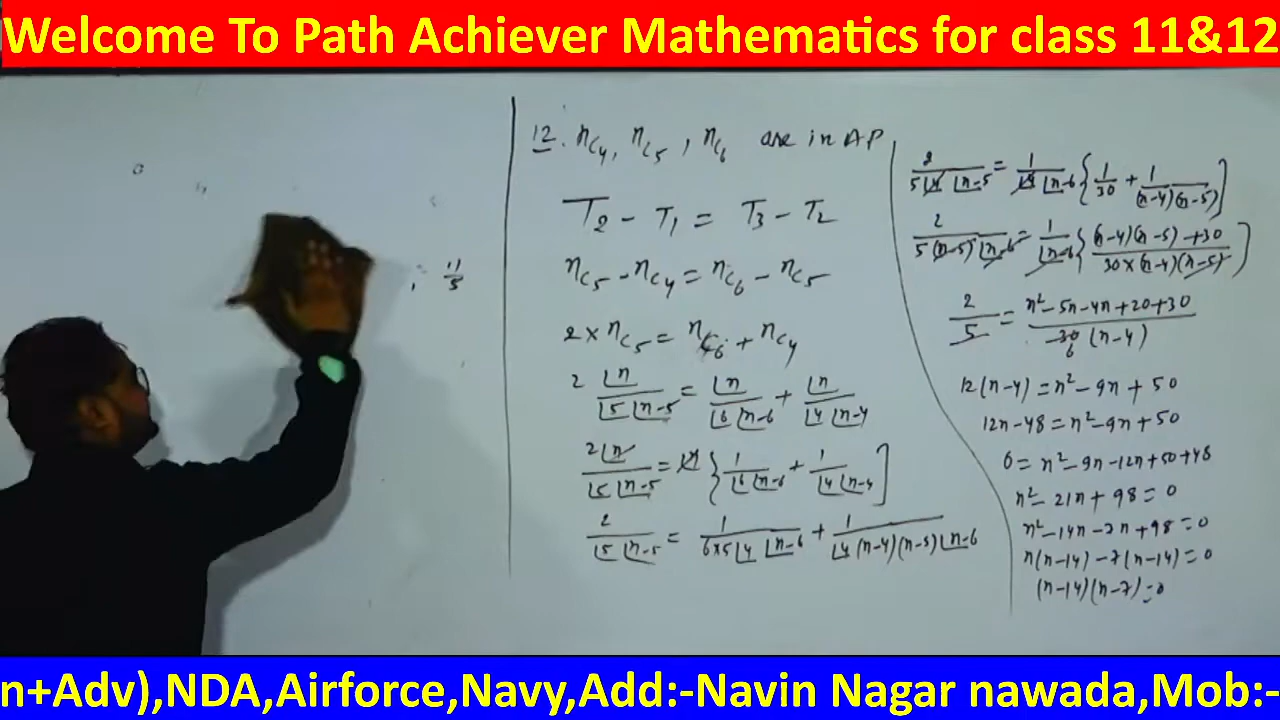 Welcome To Path Achiever Mathematics for class 11&12
; 11/5
12. nC4, nC5, nC6 are in AP
T2 - T1 = T3 - T2
nC5 - nC4 = nC6 - nC5
2 × nC5 = nC6 + nC4
2 ⌊n / ⌊5 ⌊n-5 = ⌊n / ⌊6 ⌊n-6 + ⌊n / ⌊4 ⌊n-4
2⌊n / ⌊5 ⌊n-5 = ⌊n { 1 / ⌊6 ⌊n-6 + 1 / ⌊4 ⌊n-4 ]
2 / ⌊5 ⌊n-5 = 1 / 6×5⌊4 ⌊n-6 + 1 / ⌊4 (n-4)(n-5)⌊n-6
2 / 5⌊4 ⌊n-5 = 1 / ⌊4 ⌊n-6 { 1/30 + 1 / (n-4)(n-5) ]
2 / 5(n-5)⌊n-6 = 1 / ⌊n-6 { (n-4)(n-5)+30 / 30×(n-4)(n-5) )
2 / 5 = n²-5n-4n+20+30 / 30 6 (n-4)
12(n-4) = n²-9n+50
12n-48 = n²-9n+50
0 = n²-9n-12n+50+48
n²-21n+98=0
n²-14n-7n+98=0
n(n-14)-7(n-14)=0
(n-14)(n-7)=0
n+Adv),NDA,Airforce,Navy,Add:-Navin Nagar nawada,Mob:-